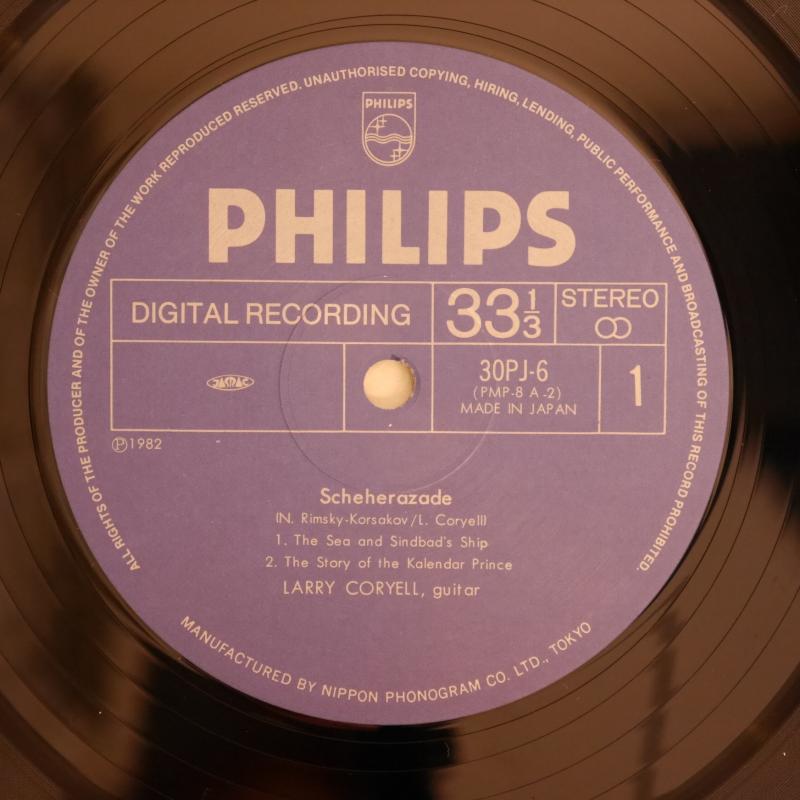 ALL RIGHTS OF THE PRODUCER AND OF THE OWNER OF THE WORK REPRODUCED RESERVED. UNAUTHORISED COPYING, HIRING, LENDING, PUBLIC PERFORMANCE AND BROADCASTING OF THIS RECORD PROHIBITED.
PHILIPS
PHILIPS
DIGITAL RECORDING
33 1/3
STEREO
JASRAC
30PJ-6
(PMP-8 A-2)
MADE IN JAPAN
1
Ⓟ1982
Scheherazade
(N. Rimsky-Korsakov/L. Coryell)
1. The Sea and Sindbad's Ship
2. The Story of the Kalendar Prince
LARRY CORYELL, guitar
MANUFACTURED BY NIPPON PHONOGRAM CO. LTD., TOKYO